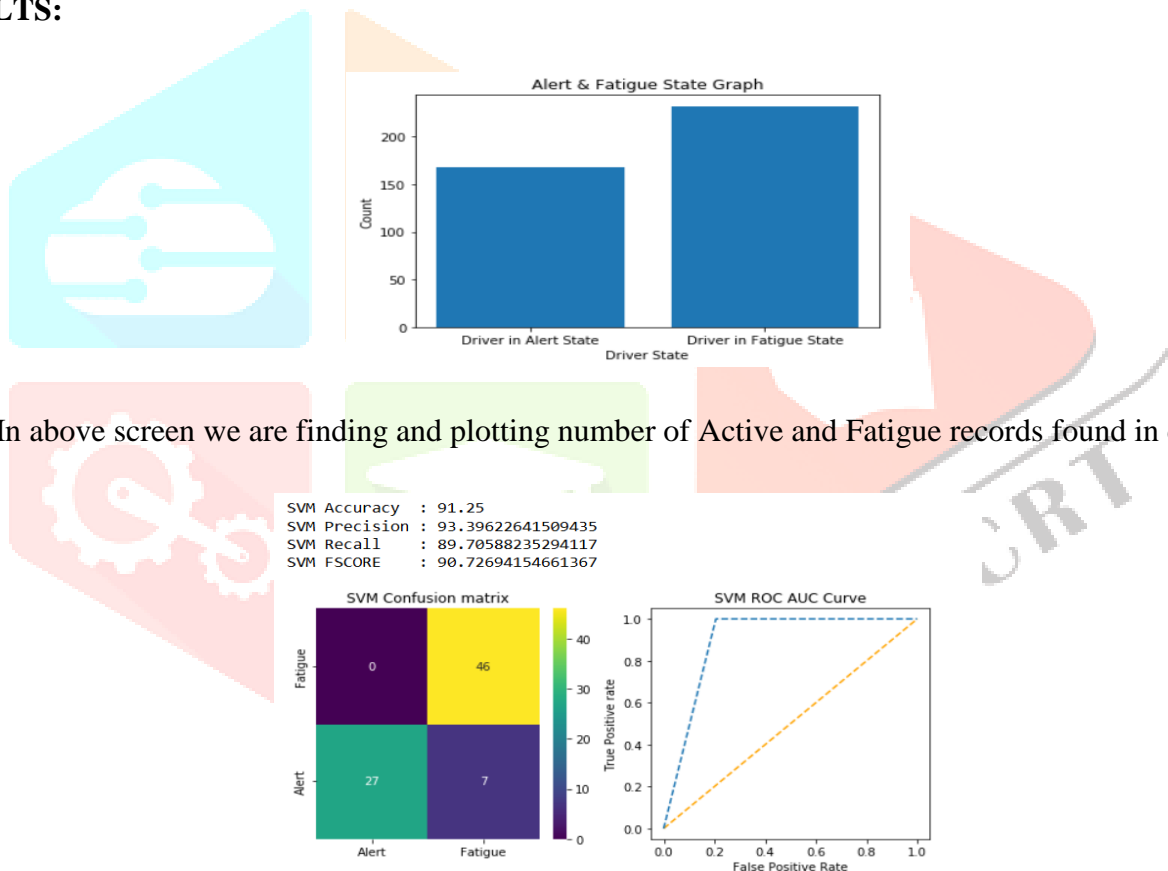 LTS:
Alert & Fatigue State Graph
200
150
100
50
0
Count
Driver in Alert State Driver in Fatigue State
Driver State
In above screen we are finding and plotting number of Active and Fatigue records found in
SVM Accuracy : 91.25
SVM Precision : 93.39622641509435
SVM Recall : 89.70588235294117
SVM FSCORE : 90.72694154661367
SVM Confusion matrix
Fatigue
Alert
0 46
27 7
Alert Fatigue
40
30
20
10
0
SVM ROC AUC Curve
True Positive rate
1.0
0.8
0.6
0.4
0.2
0.0
0.0 0.2 0.4 0.6 0.8 1.0
False Positive Rate
CRT